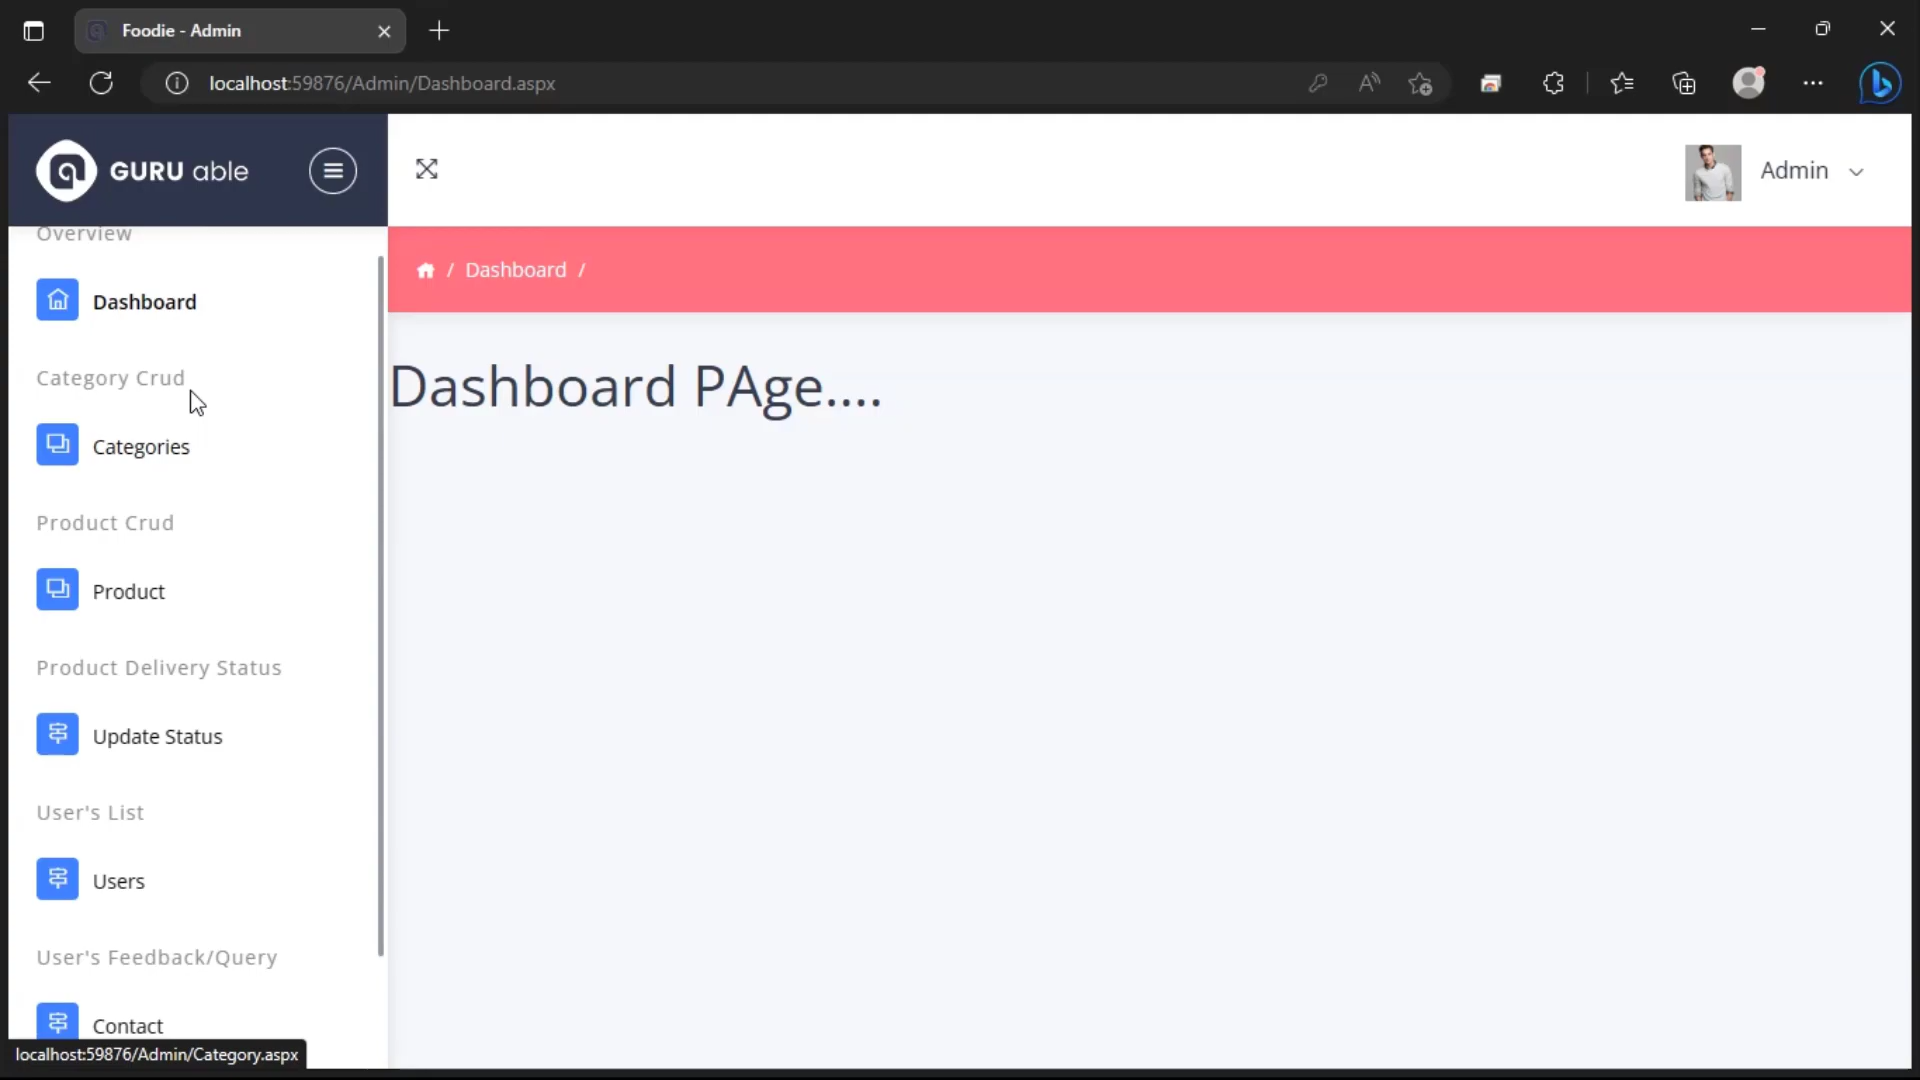 Foodie - Admin
localhost:59876/Admin/Dashboard.aspx
GURU able
Admin
Overview
/ Dashboard /
Dashboard
Dashboard PAge....
Category Crud
Categories
Product Crud
Product
Product Delivery Status
Update Status
User's List
Users
User's Feedback/Query
Contact
localhost:59876/Admin/Category.aspx